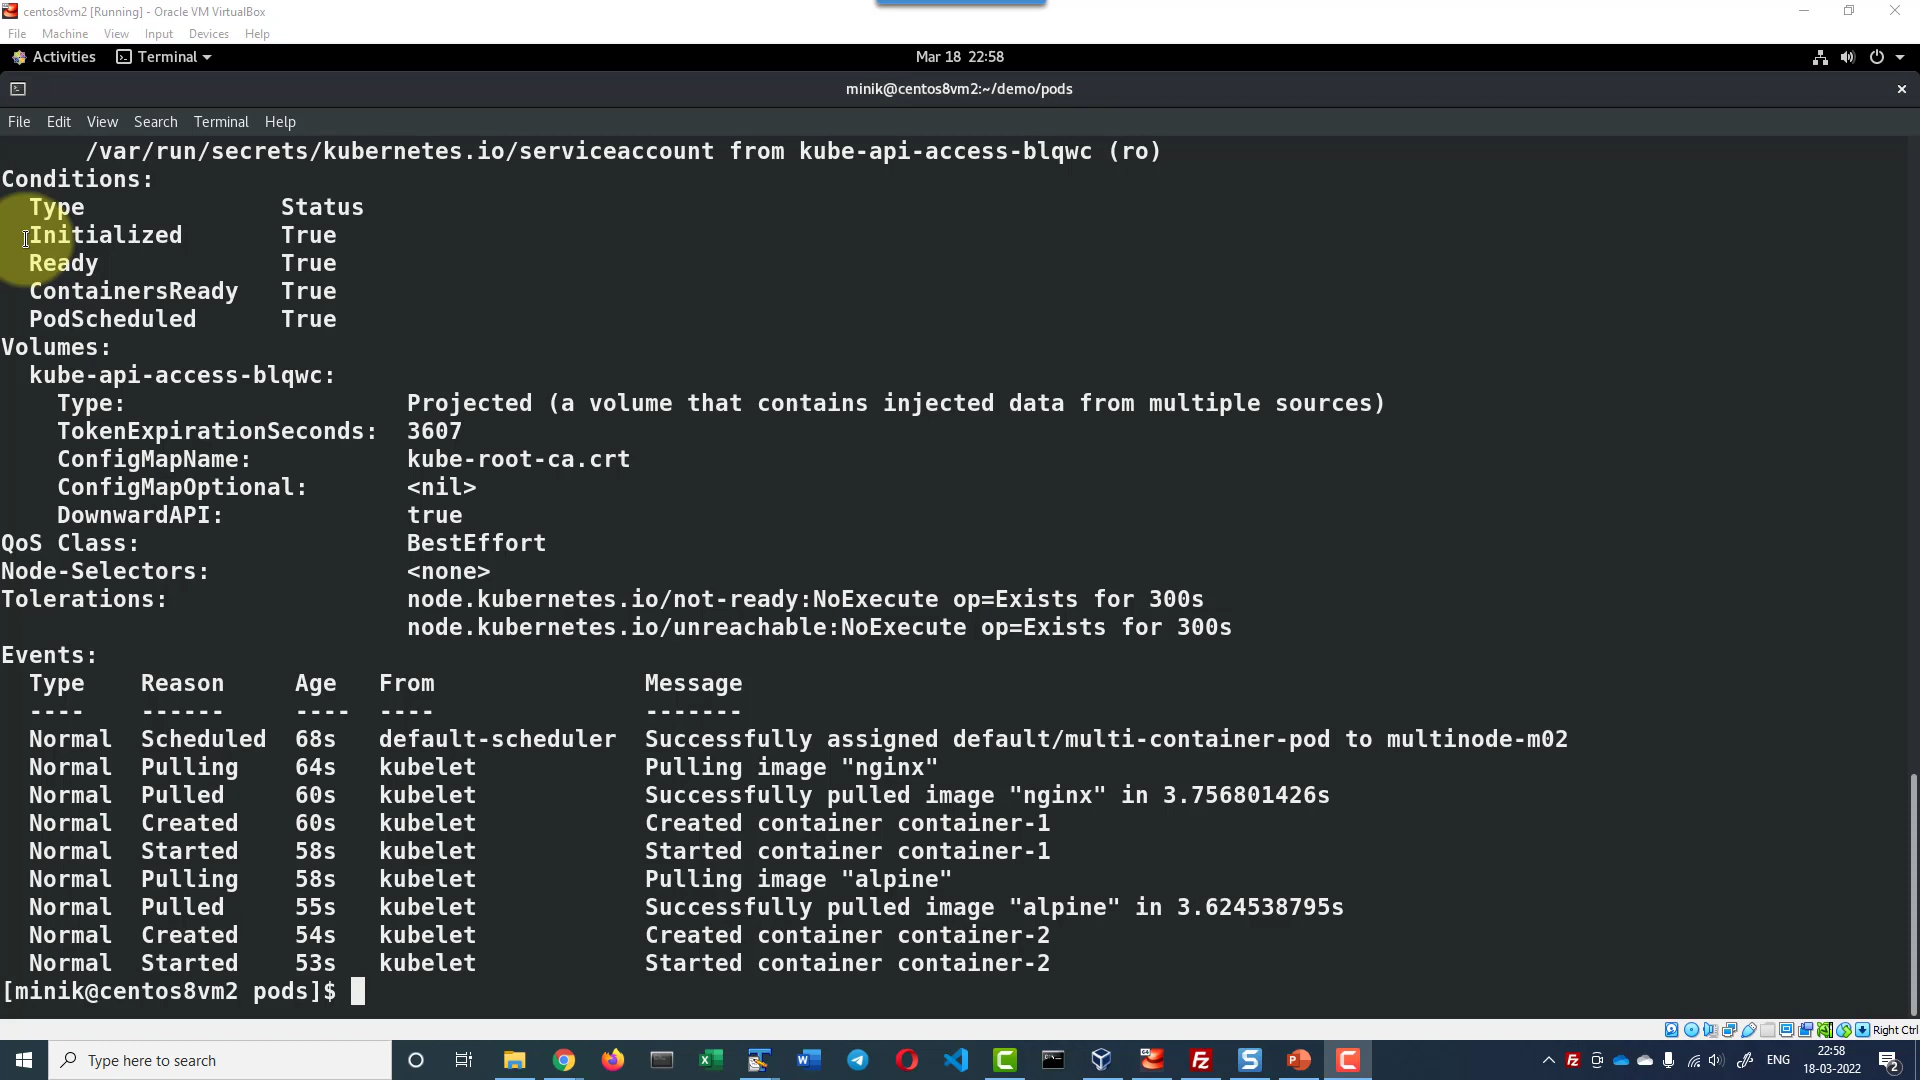 centos8vm2 [Running] - Oracle VM VirtualBox
File Machine View Input Devices Help
Activities Terminal Mar 18 22:58
minik@centos8vm2:~/demo/pods
File Edit View Search Terminal Help
/var/run/secrets/kubernetes.io/serviceaccount from kube-api-access-blqwc (ro)
Conditions:
Type Status
Initialized True
Ready True
ContainersReady True
PodScheduled True
Volumes:
kube-api-access-blqwc:
Type: Projected (a volume that contains injected data from multiple sources)
TokenExpirationSeconds: 3607
ConfigMapName: kube-root-ca.crt
ConfigMapOptional: <nil>
DownwardAPI: true
QoS Class: BestEffort
Node-Selectors: <none>
Tolerations: node.kubernetes.io/not-ready:NoExecute op=Exists for 300s
node.kubernetes.io/unreachable:NoExecute op=Exists for 300s
Events:
Type Reason Age From Message
---- ------ ---- ---- -------
Normal Scheduled 68s default-scheduler Successfully assigned default/multi-container-pod to multinode-m02
Normal Pulling 64s kubelet Pulling image "nginx"
Normal Pulled 60s kubelet Successfully pulled image "nginx" in 3.756801426s
Normal Created 60s kubelet Created container container-1
Normal Started 58s kubelet Started container container-1
Normal Pulling 58s kubelet Pulling image "alpine"
Normal Pulled 55s kubelet Successfully pulled image "alpine" in 3.624538795s
Normal Created 54s kubelet Created container container-2
Normal Started 53s kubelet Started container container-2
[minik@centos8vm2 pods]$
Right Ctrl
Type here to search
ENG
22:58
18-03-2022
2